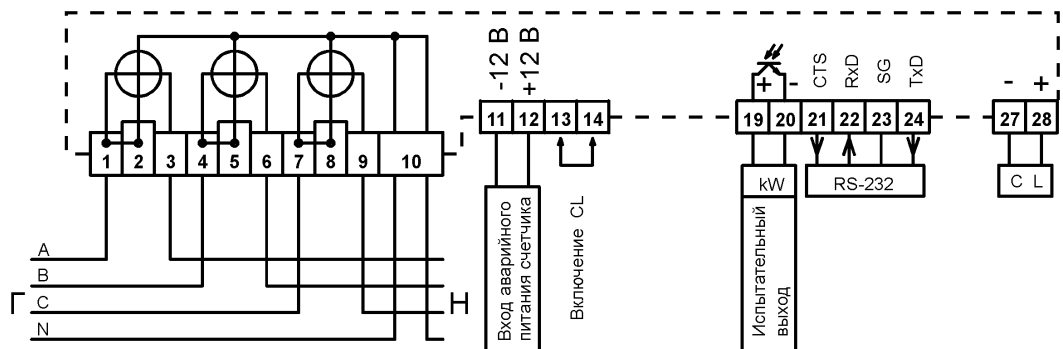 -12 В
+12 В
CTS
RxD
SG
TxD
+
-
-
+
1 2 3 4 5 6 7 8 9 10
11 12 13 14
19 20 21 22 23 24
27 28
kW
RS-232
C L
Вход аварийного
питания счетчика
Включение CL
Испытательный
выход
A
B
C
N
Г
Н